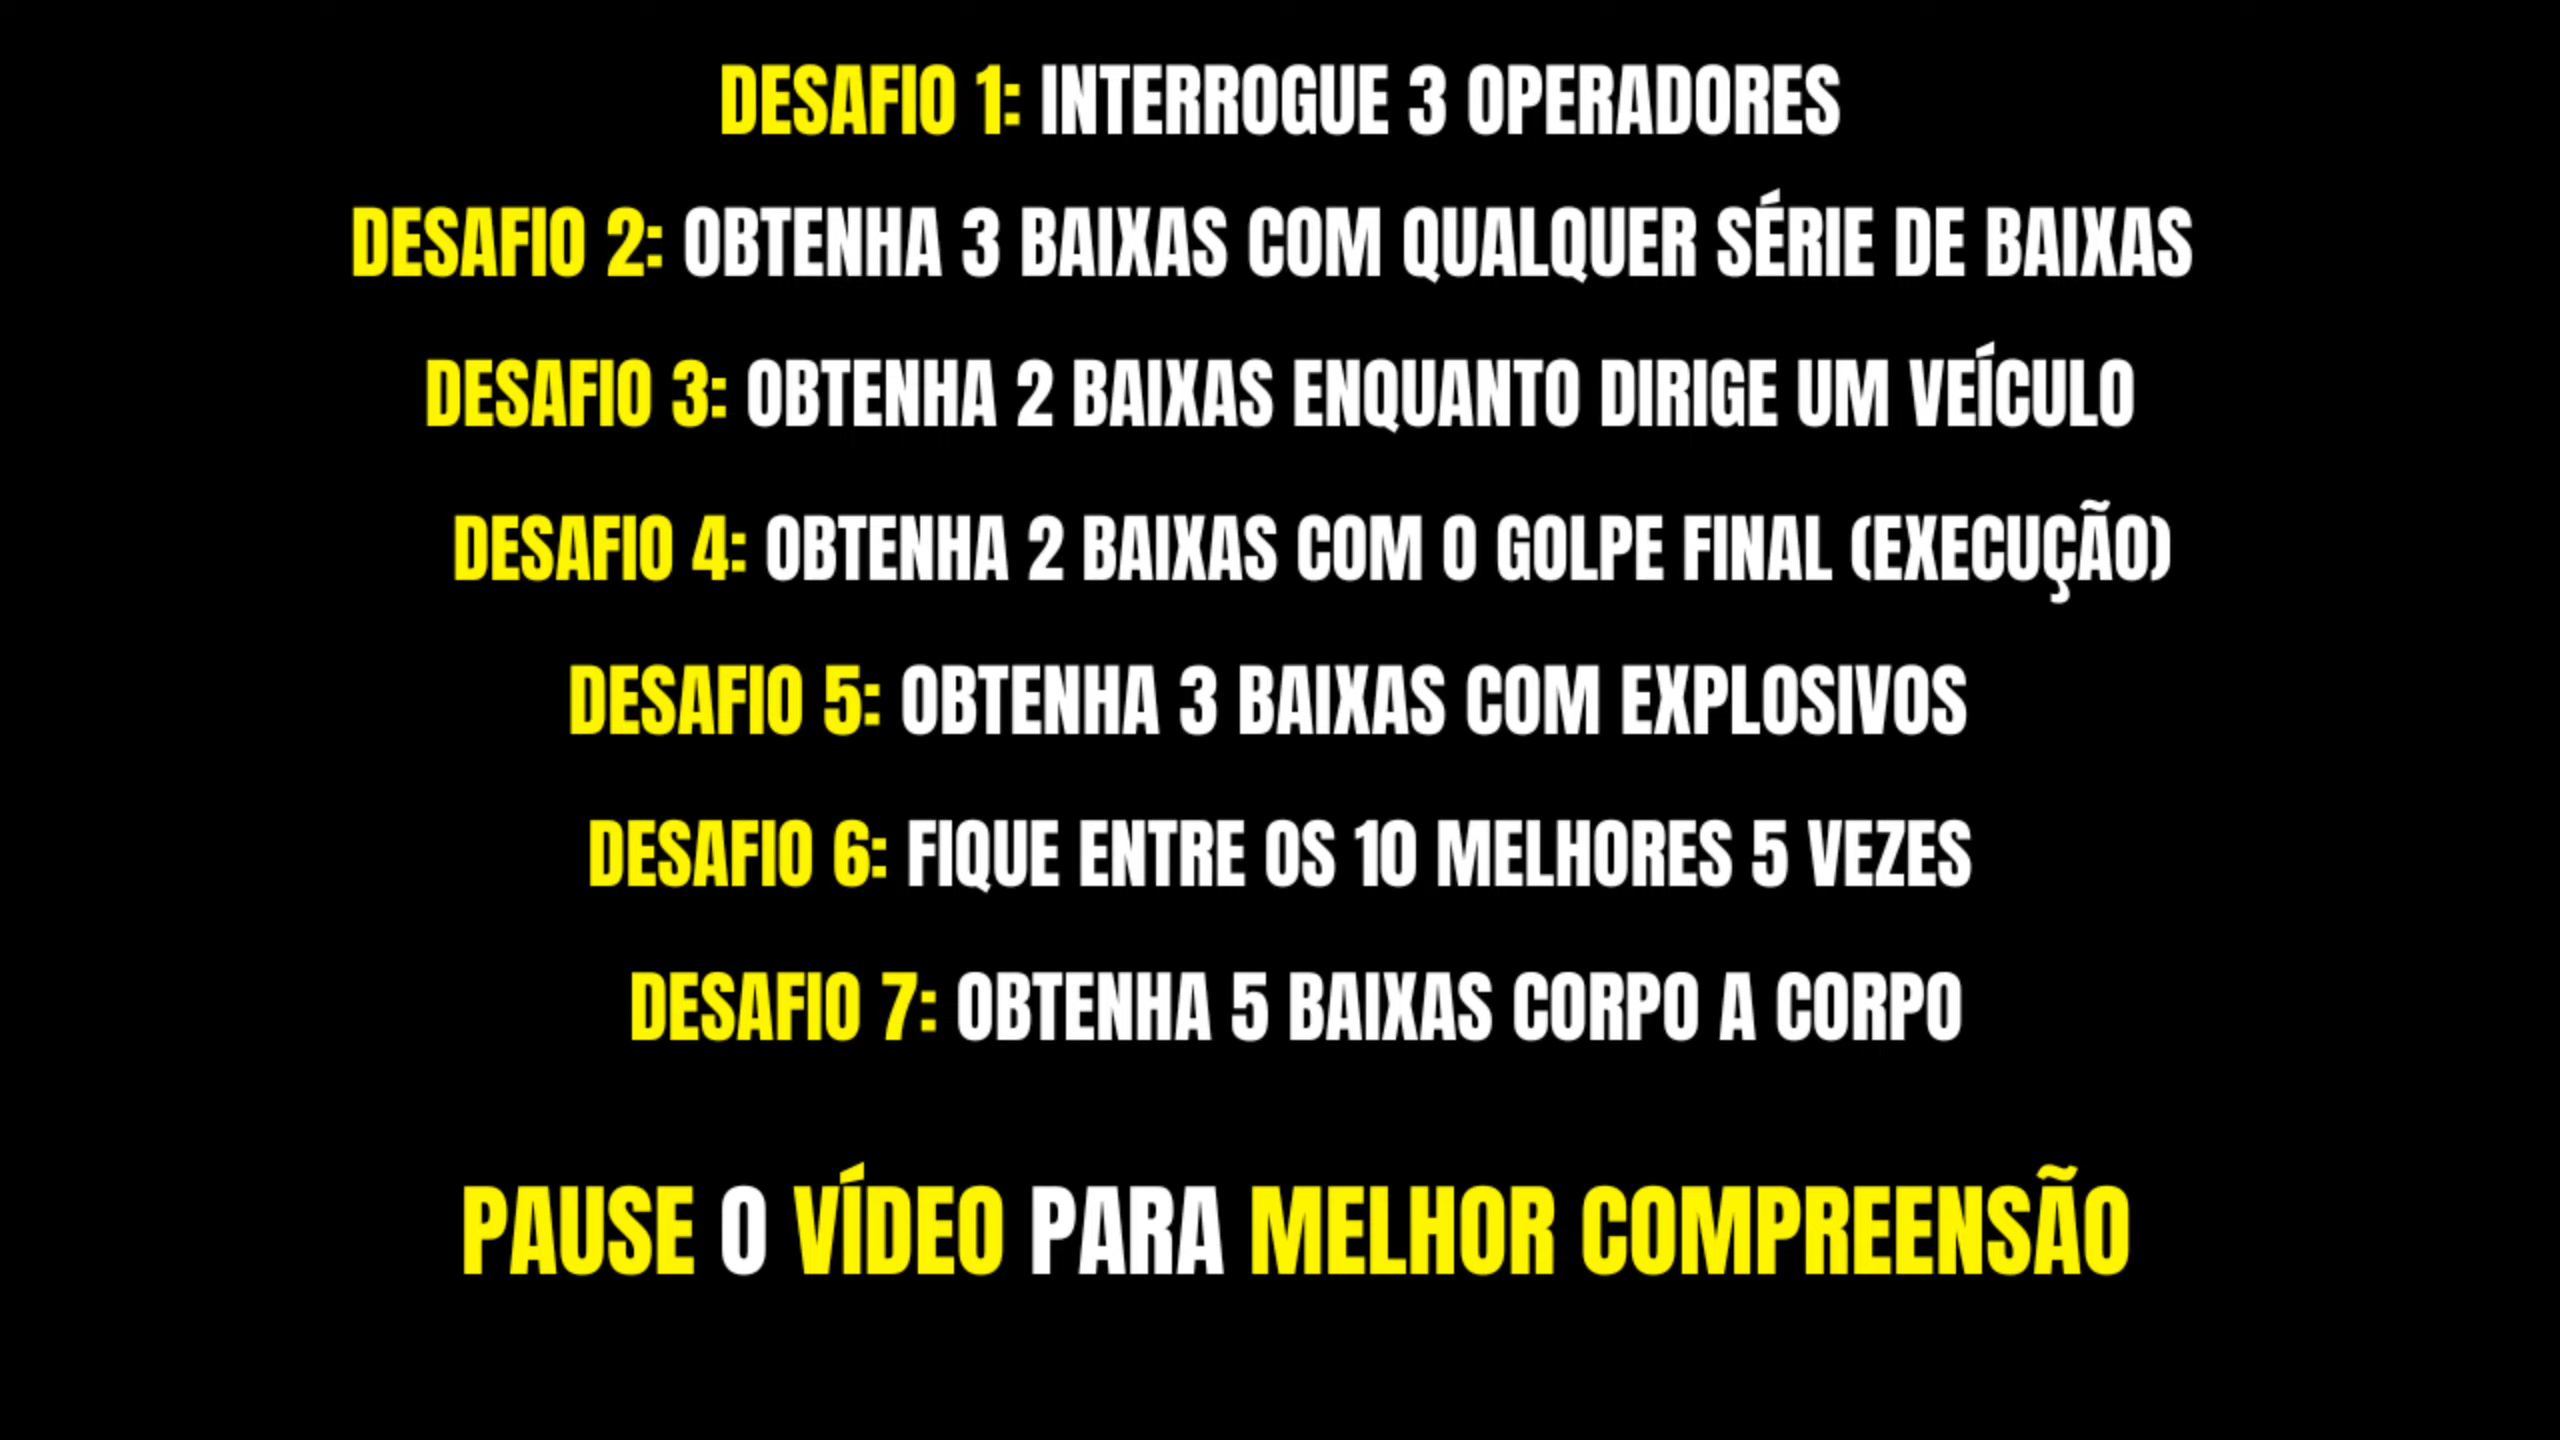 DESAFIO 1: INTERROGUE 3 OPERADORES
DESAFIO 2: OBTENHA 3 BAIXAS COM QUALQUER SÉRIE DE BAIXAS
DESAFIO 3: OBTENHA 2 BAIXAS ENQUANTO DIRIGE UM VEÍCULO
DESAFIO 4: OBTENHA 2 BAIXAS COM O GOLPE FINAL (EXECUÇÃO)
DESAFIO 5: OBTENHA 3 BAIXAS COM EXPLOSIVOS
DESAFIO 6: FIQUE ENTRE OS 10 MELHORES 5 VEZES
DESAFIO 7: OBTENHA 5 BAIXAS CORPO A CORPO
PAUSE O VÍDEO PARA MELHOR COMPREENSÃO